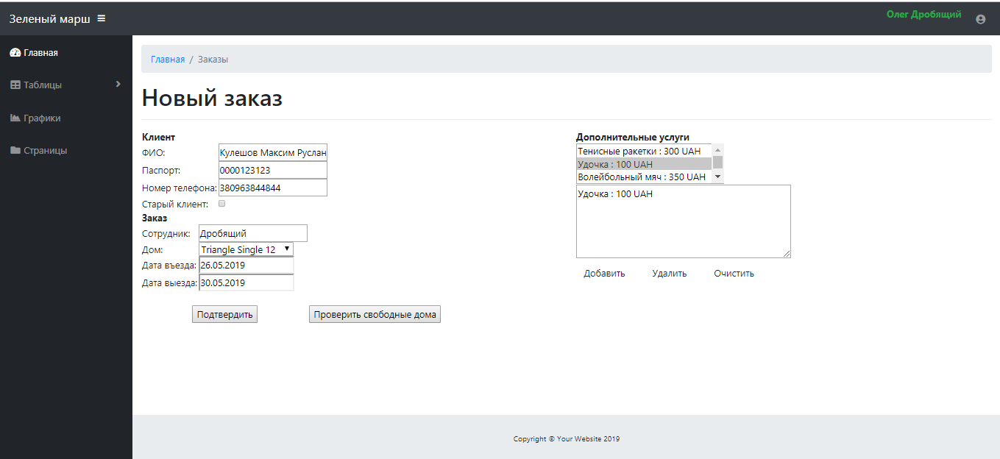 Зеленый марш
Олег Дробящий
Главная
Таблицы
Графики
Страницы
Главная / Заказы
Новый заказ
Клиент
ФИО: Кулешов Максим Руслан
Паспорт: 0000123123
Номер телефона: 380963844844
Старый клиент:
Заказ
Сотрудник: Дробящий
Дом: Triangle Single 12
Дата въезда: 26.05.2019
Дата выезда: 30.05.2019
Подтвердить Проверить свободные дома
Дополнительные услуги
Тенисные ракетки : 300 UAH
Удочка : 100 UAH
Волейбольный мяч : 350 UAH
Удочка : 100 UAH
Добавить Удалить Очистить
Copyright © Your Website 2019